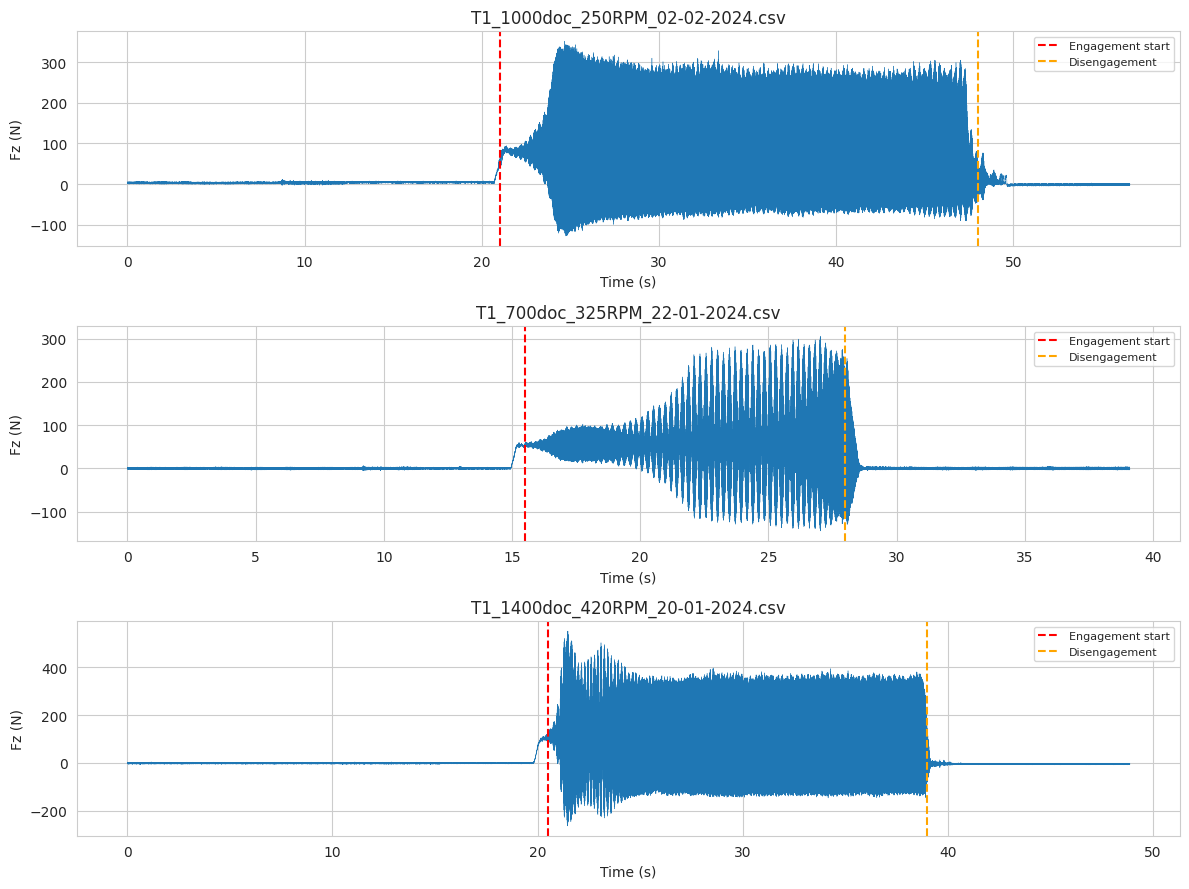 T1_1000doc_250RPM_02-02-2024.csv
Engagement start
Disengagement
Fz (N)
300
200
100
0
−100
0 10 20 30 40 50
Time (s)
T1_700doc_325RPM_22-01-2024.csv
Engagement start
Disengagement
Fz (N)
300
200
100
0
−100
0 5 10 15 20 25 30 35 40
Time (s)
T1_1400doc_420RPM_20-01-2024.csv
Engagement start
Disengagement
Fz (N)
400
200
0
−200
0 10 20 30 40 50
Time (s)